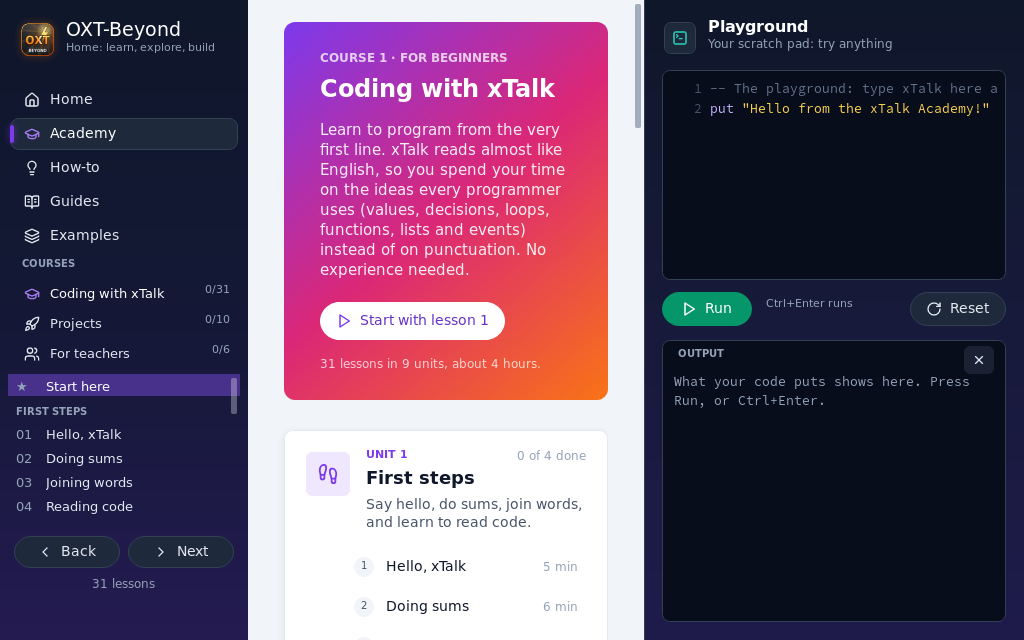 OXT-Beyond
Home: learn, explore, build
OXT
BEYOND
Home
Academy
How-to
Guides
Examples
COURSES
Coding with xTalk 0/31
Projects 0/10
For teachers 0/6
★ Start here
FIRST STEPS
01 Hello, xTalk
02 Doing sums
03 Joining words
04 Reading code
Back Next
31 lessons
COURSE 1 · FOR BEGINNERS
Coding with xTalk
Learn to program from the very
first line. xTalk reads almost like
English, so you spend your time
on the ideas every programmer
uses (values, decisions, loops,
functions, lists and events)
instead of on punctuation. No
experience needed.
Start with lesson 1
31 lessons in 9 units, about 4 hours.
UNIT 1 0 of 4 done
First steps
Say hello, do sums, join words,
and learn to read code.
1 Hello, xTalk 5 min
2 Doing sums 6 min
Playground
Your scratch pad: try anything
1 -- The playground: type xTalk here a
2 put "Hello from the xTalk Academy!"
Run Ctrl+Enter runs Reset
OUTPUT
What your code puts shows here. Press
Run, or Ctrl+Enter.